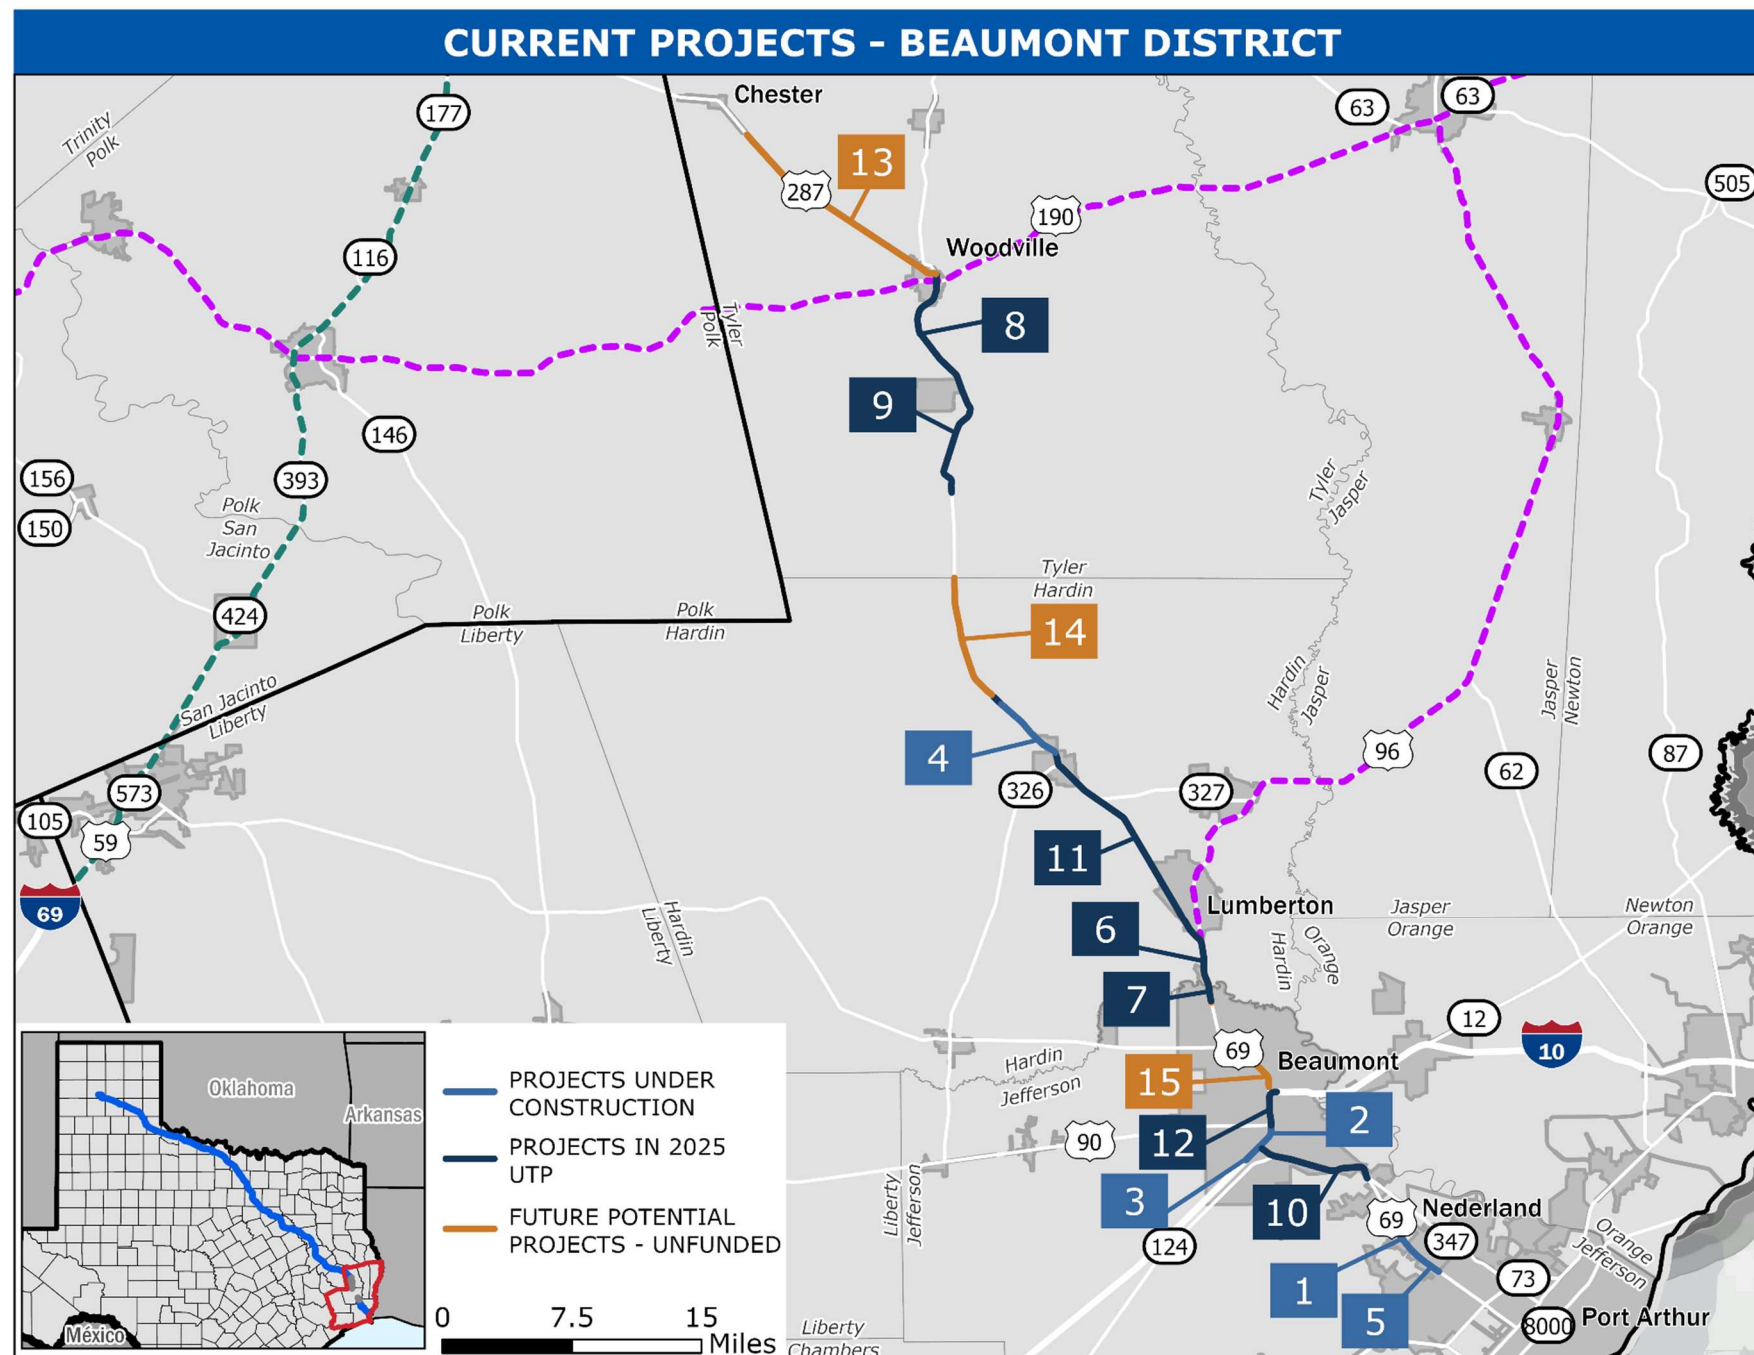 CURRENT PROJECTS - BEAUMONT DISTRICT
177
Chester
63
63
Trinity
Polk
13
505
287
190
116
Woodville
Tyler
Polk
8
9
146
156
393
150
Polk
San
Jacinto
Tyler
Jasper
Tyler
Hardin
424
Polk
Liberty
Polk
Hardin
14
San Jacinto
Liberty
Hardin
Jasper
Jasper
Newton
4
96
87
62
573
326
327
105
59
11
69
Lumberton
Jasper
Orange
Newton
Orange
Hardin
Liberty
6
Hardin
Orange
7
12
10
69
Beaumont
Hardin
Jefferson
15
2
90
12
3
Liberty
Jefferson
10
Nederland
69
124
347
Orange
Jefferson
1
73
5
8000
Port Arthur
Liberty
Chambers
Oklahoma
Arkansas
México
PROJECTS UNDER
CONSTRUCTION
PROJECTS IN 2025
UTP
FUTURE POTENTIAL
PROJECTS - UNFUNDED
0 7.5 15
Miles